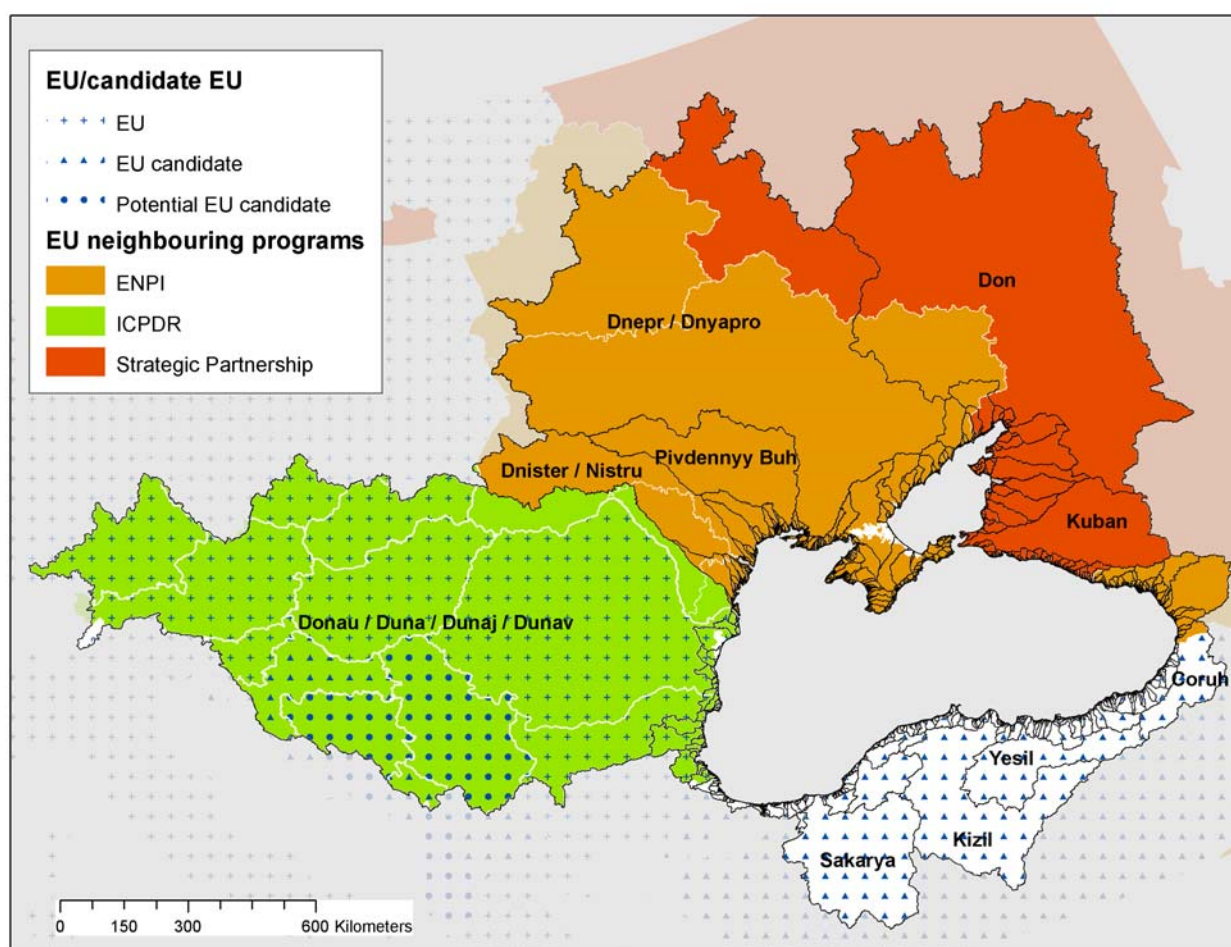 EU/candidate EU
EU
EU candidate
Potential EU candidate
EU neighbouring programs
ENPI
ICPDR
Strategic Partnership
Don
Dnepr / Dnyapro
Pivdennyy Buh
Dnister / Nistru
Kuban
Donau / Duna / Dunaj / Dunav
Coruh
Yesil
Kizil
Sakarya
0 150 300 600 Kilometers